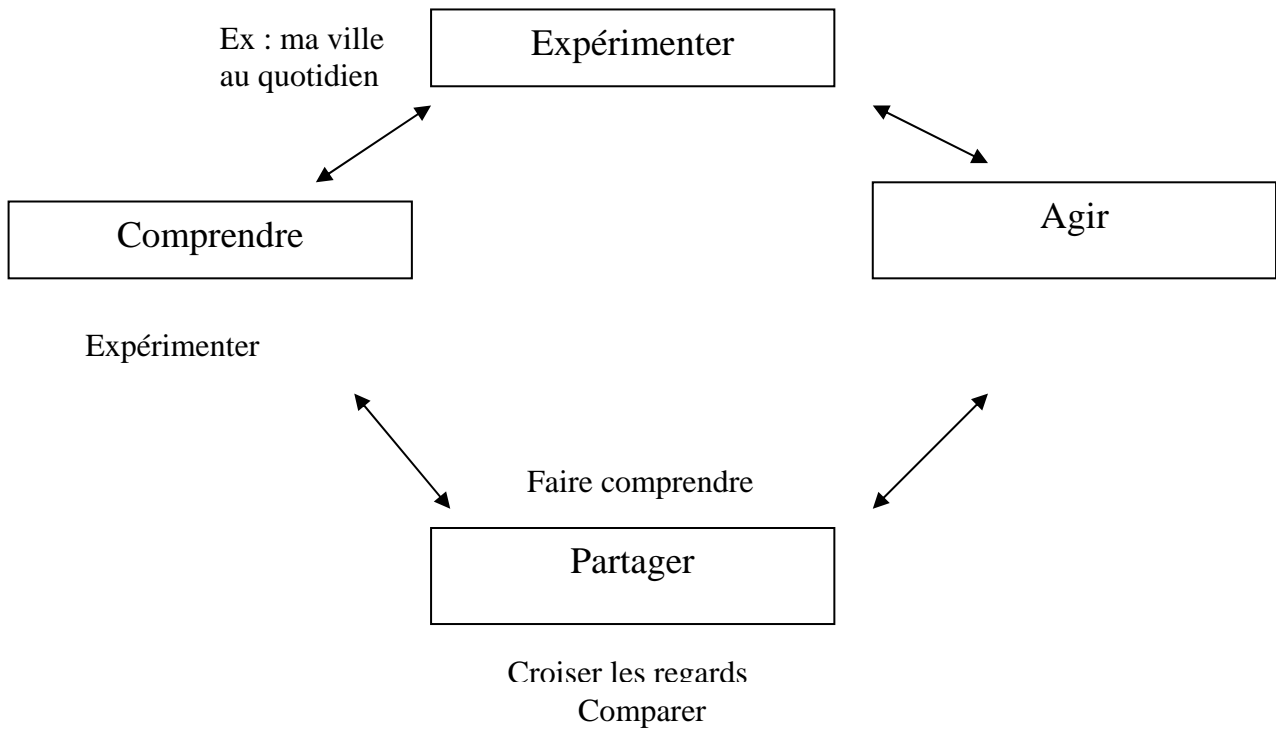 Ex : ma ville
au quotidien
Expérimenter
Comprendre
Agir
Expérimenter
Faire comprendre
Partager
Croiser les regards
Comparer